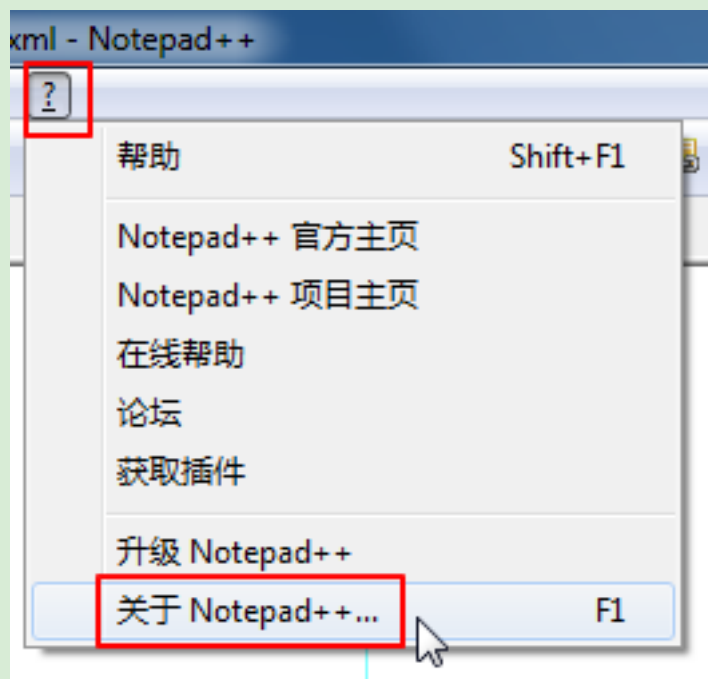 xml - Notepad++
?
帮助 Shift+F1
Notepad++ 官方主页
Notepad++ 项目主页
在线帮助
论坛
获取插件
升级 Notepad++
关于 Notepad++... F1